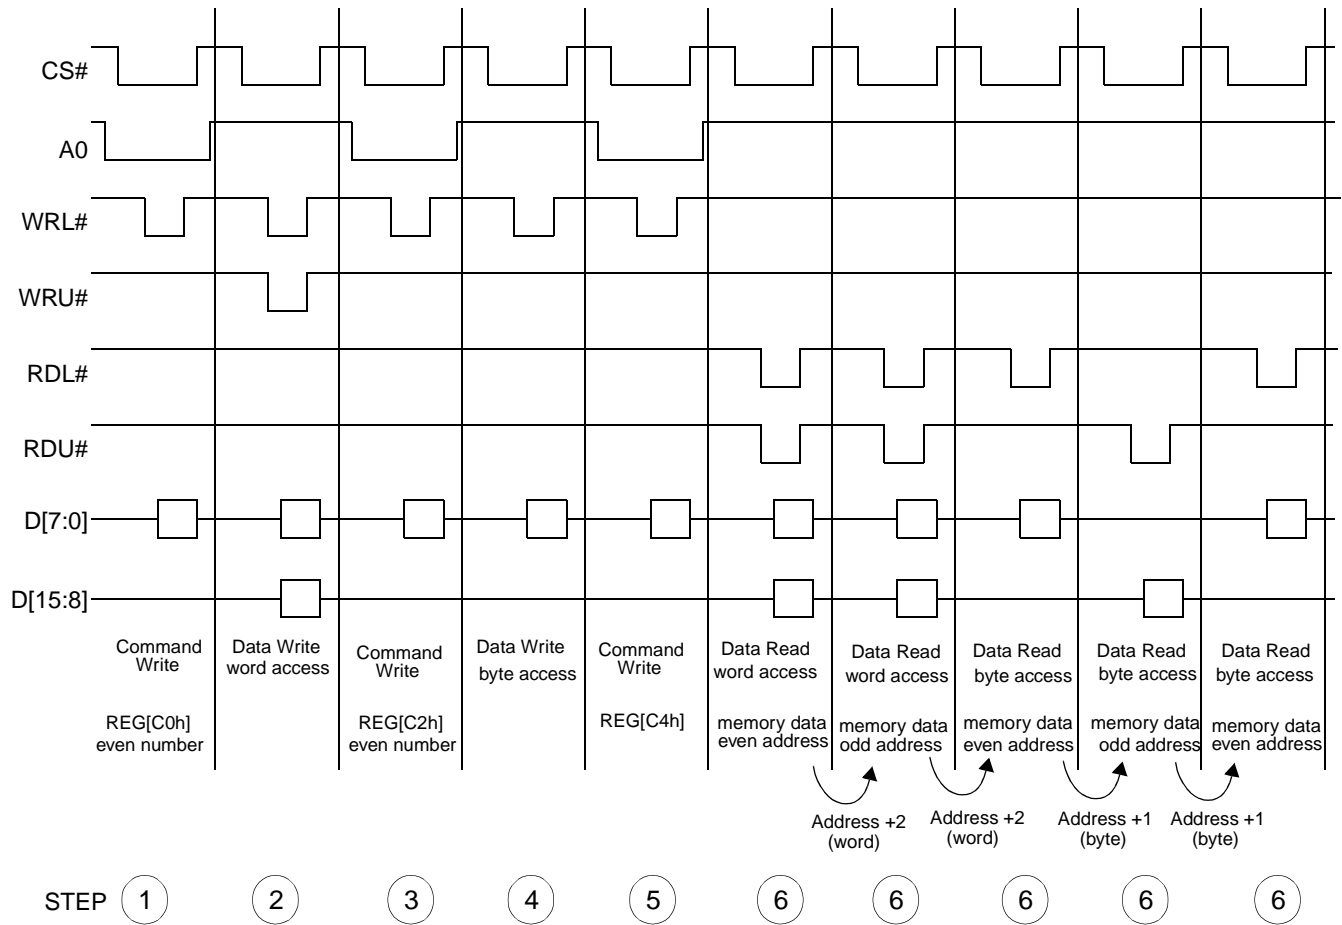 CS#
A0
WRL#
WRU#
RDL#
RDU#
D[7:0]
D[15:8]
Command
Write
REG[C0h]
even number
Data Write
word access
Command
Write
REG[C2h]
even number
Data Write
byte access
Command
Write
REG[C4h]
Data Read
word access
memory data
even address
Data Read
word access
memory data
odd address
Data Read
byte access
memory data
even address
Data Read
byte access
memory data
odd address
Data Read
byte access
memory data
even address
Address +2
(word)
Address +2
(word)
Address +1
(byte)
Address +1
(byte)
STEP 1 2 3 4 5 6 6 6 6 6